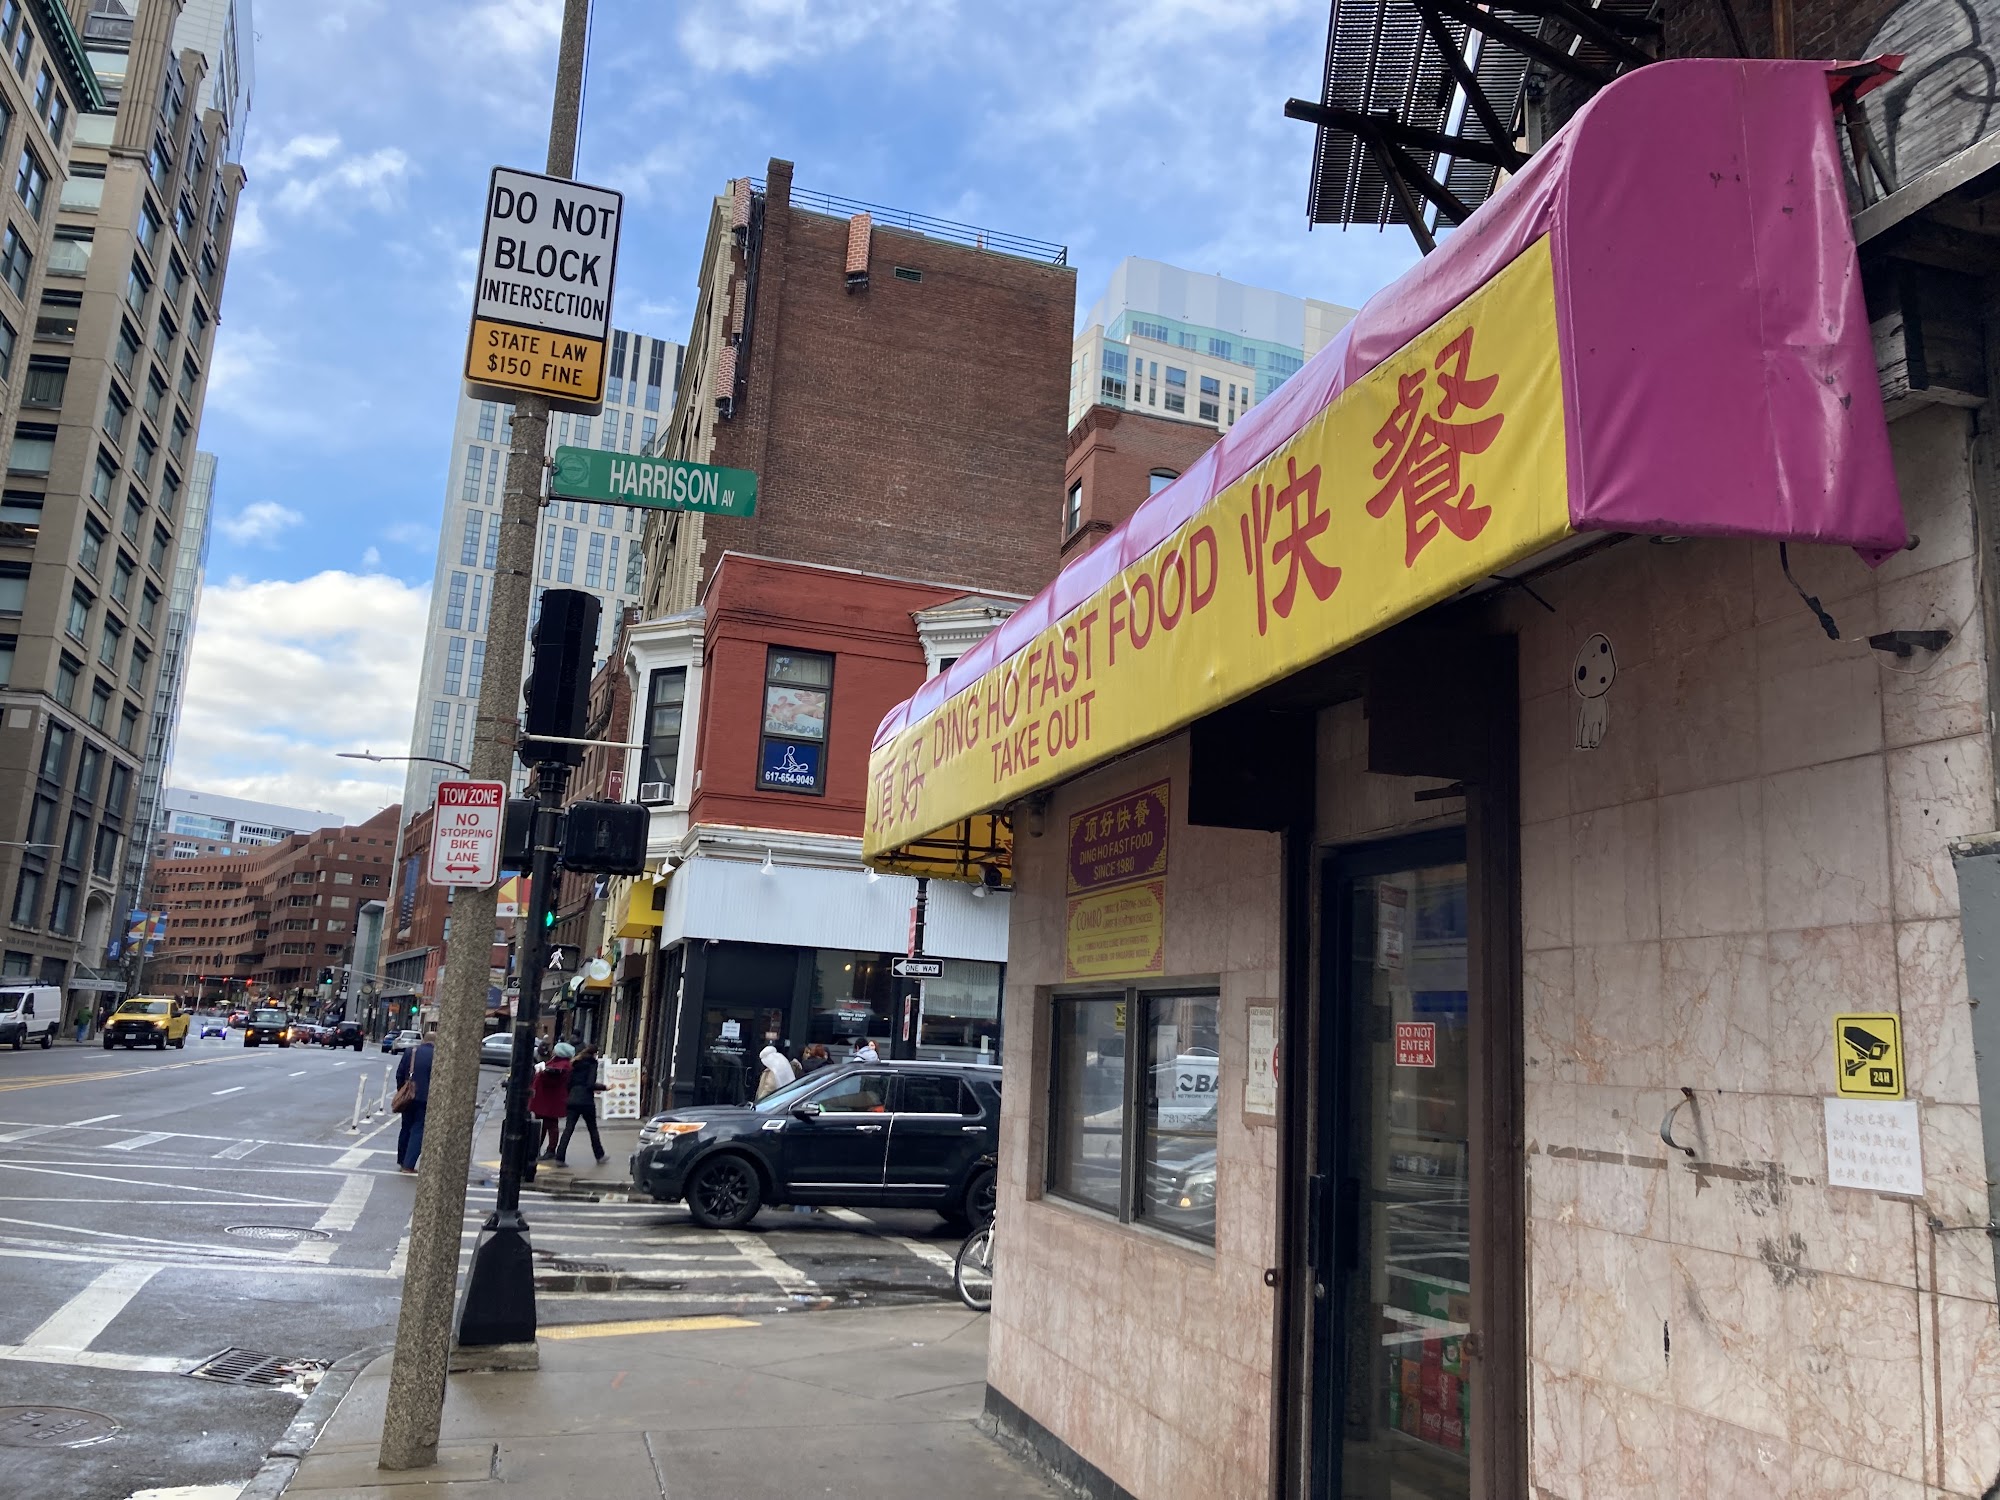 DO NOT
BLOCK
INTERSECTION
STATE LAW
$150 FINE
HARRISON AV
TOW ZONE
NO
STOPPING
BIKE
LANE
617-654-9049
ONE WAY
頂好 DING HO FAST FOOD 快餐
TAKE OUT
頂好快餐
DING HO FAST FOOD
SINCE 1980
COMBO
DO NOT
ENTER
禁止进入
24H